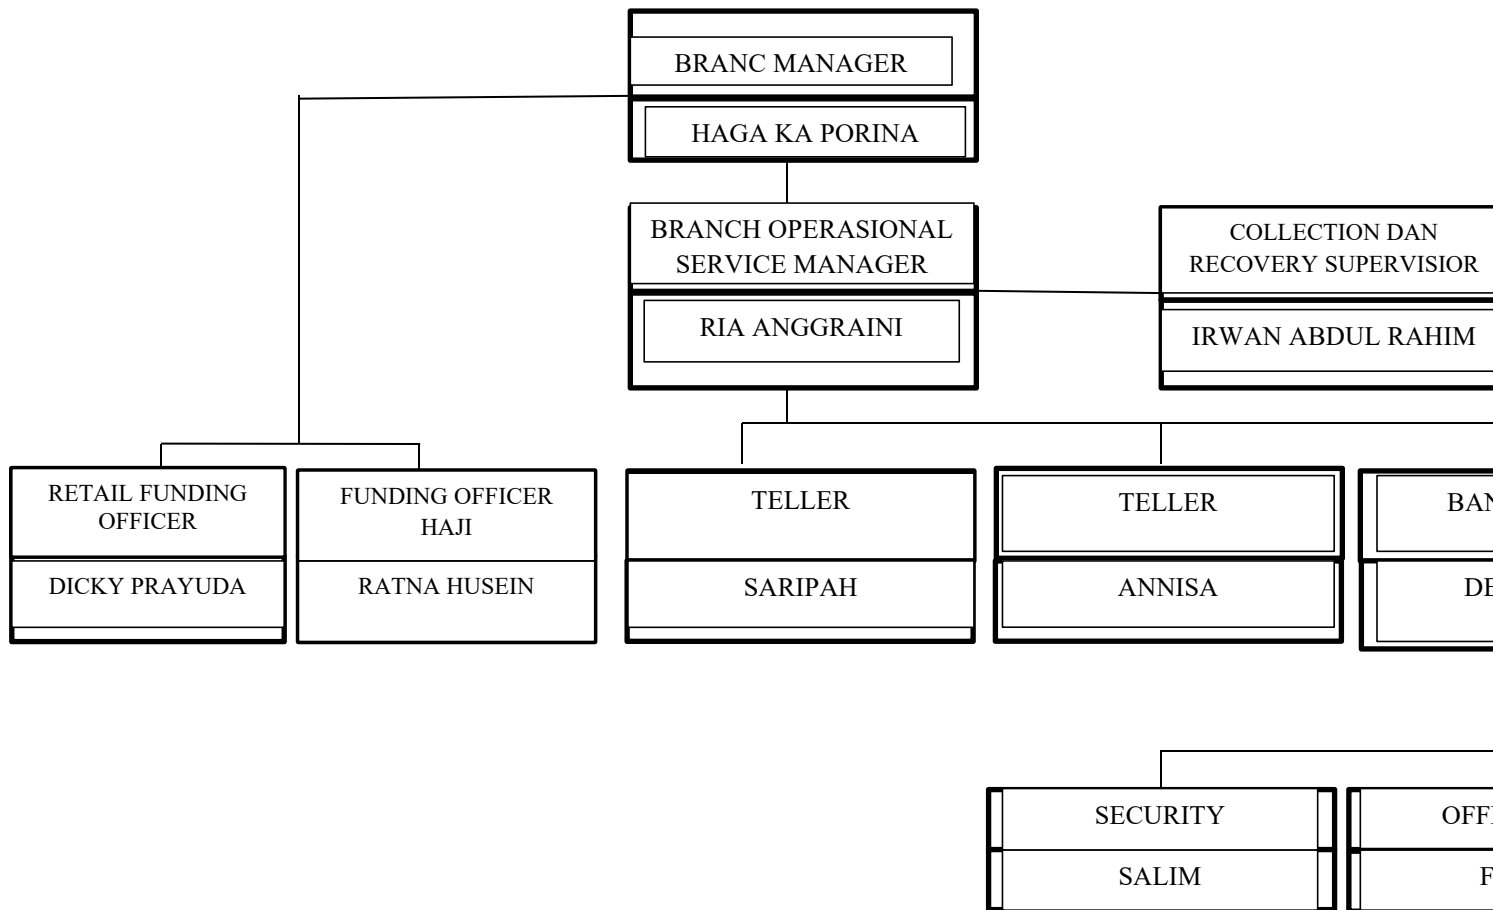 BRANC MANAGER
HAGA KA PORINA
BRANCH OPERASIONAL
SERVICE MANAGER
RIA ANGGRAINI
COLLECTION DAN
RECOVERY SUPERVISIOR
IRWAN ABDUL RAHIM
RETAIL FUNDING
OFFICER
DICKY PRAYUDA
FUNDING OFFICER
HAJI
RATNA HUSEIN
TELLER
SARIPAH
TELLER
ANNISA
SECURITY
SALIM